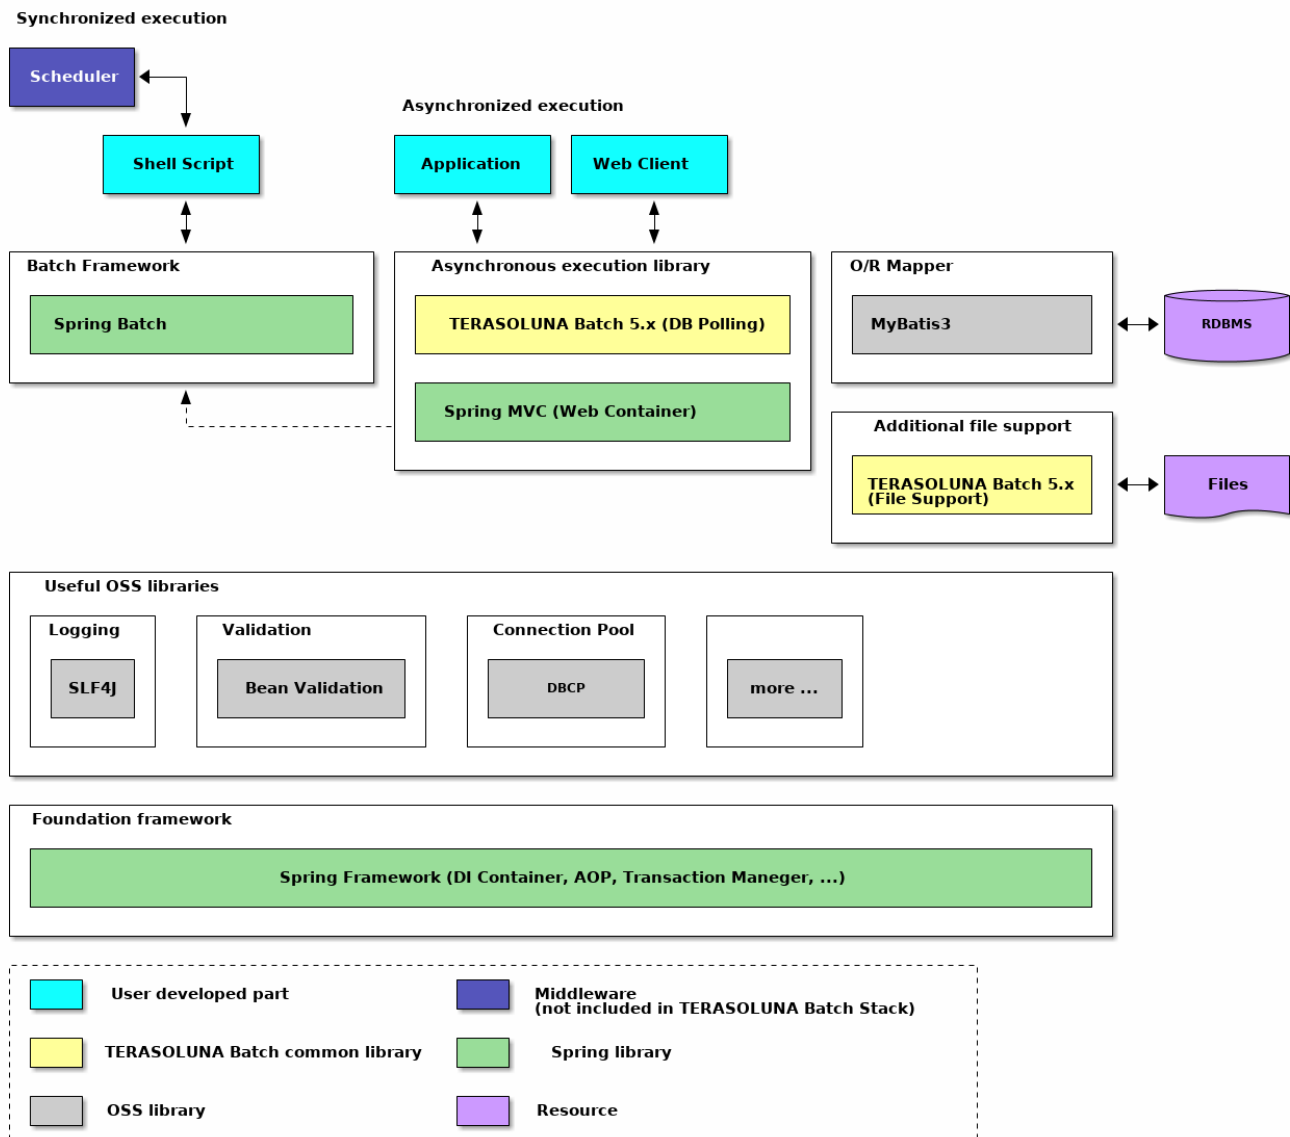 Synchronized execution
Scheduler
Asynchronized execution
Shell Script
Application
Web Client
Batch Framework
Asynchronous execution library
O/R Mapper
Spring Batch
TERASOLUNA Batch 5.x (DB Polling)
MyBatis3
RDBMS
Spring MVC (Web Container)
Additional file support
TERASOLUNA Batch 5.x
(File Support)
Files
Useful OSS libraries
Logging
Validation
Connection Pool
SLF4J
Bean Validation
DBCP
more ...
Foundation framework
Spring Framework (DI Container, AOP, Transaction Maneger, ...)
User developed part
Middleware
(not included in TERASOLUNA Batch Stack)
TERASOLUNA Batch common library
Spring library
OSS library
Resource